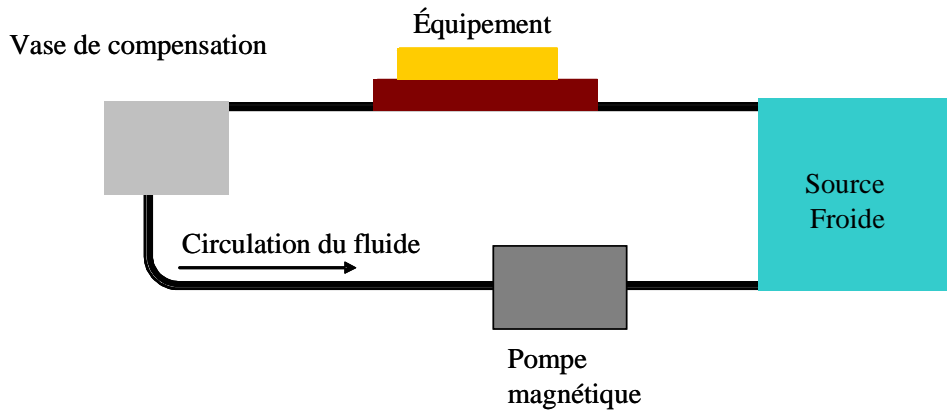 Équipement
Vase de compensation
Source
Froide
Circulation du fluide
Pompe
magnétique